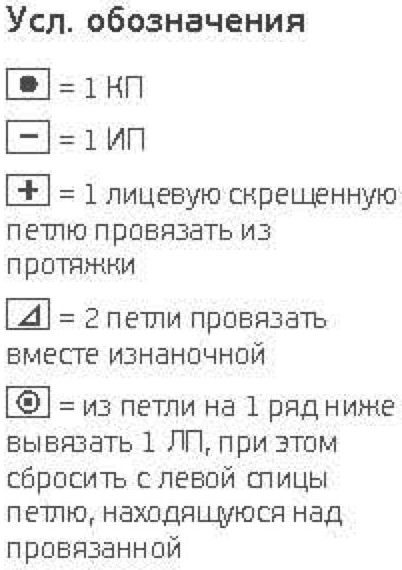 Усл. обозначения
= 1 КП
= 1 ИП
= 1 лицевую скрещенную
петлю провязать из
протяжки
= 2 петли провязать
вместе изнаночной
= из петли на 1 ряд ниже
вывязать 1 ЛП, при этом
сбросить с левой спицы
петлю, находящуюся над
провязанной